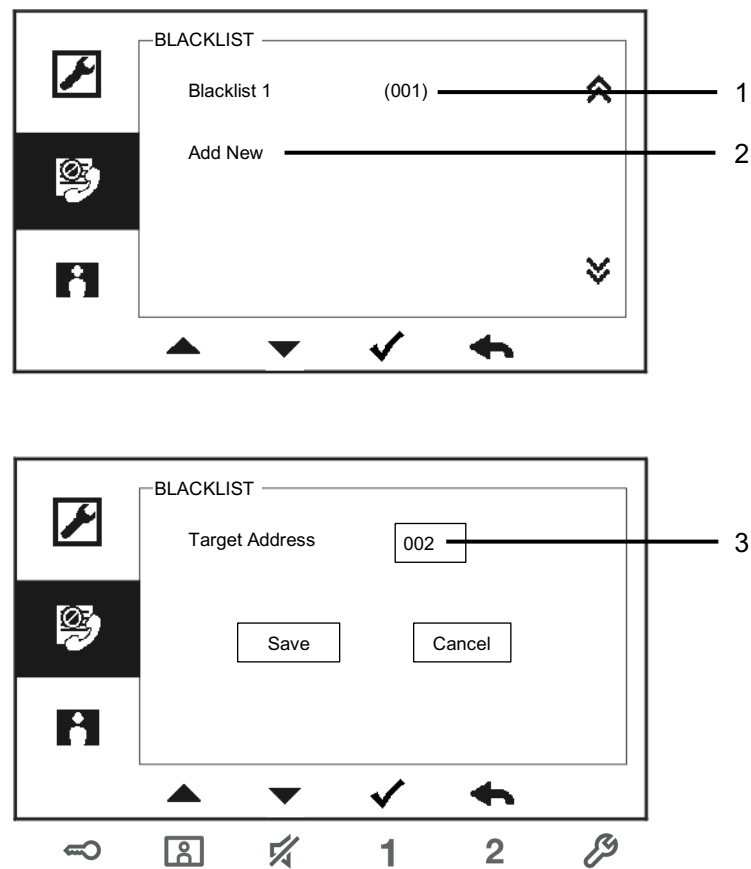 BLACKLIST
Blacklist 1 (001) 1
Add New 2
BLACKLIST
Target Address 002 3
Save Cancel
1 2